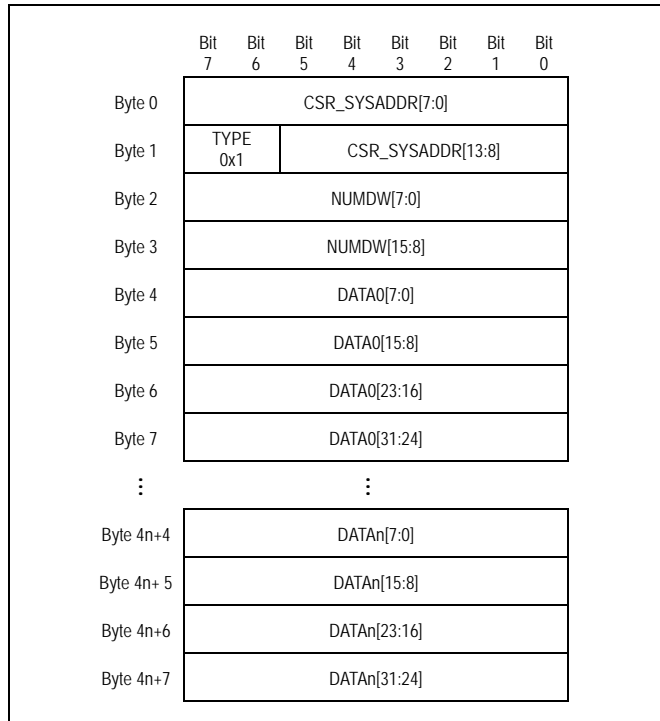 Bit Bit Bit Bit Bit Bit Bit Bit
7 6 5 4 3 2 1 0
Byte 0 CSR_SYSADDR[7:0]
Byte 1 TYPE 0x1 CSR_SYSADDR[13:8]
Byte 2 NUMDW[7:0]
Byte 3 NUMDW[15:8]
Byte 4 DATA0[7:0]
Byte 5 DATA0[15:8]
Byte 6 DATA0[23:16]
Byte 7 DATA0[31:24]
⋮ ⋮
Byte 4n+4 DATAn[7:0]
Byte 4n+ 5 DATAn[15:8]
Byte 4n+6 DATAn[23:16]
Byte 4n+7 DATAn[31:24]